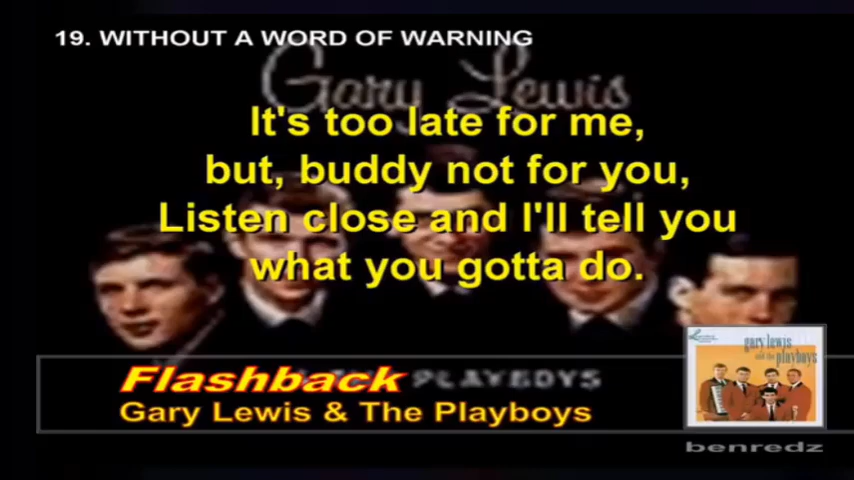 19. WITHOUT A WORD OF WARNING
Gary Lewis
It's too late for me,
but, buddy not for you,
Listen close and I'll tell you
what you gotta do.
Flashback
PLAYBOYS
Gary Lewis & The Playboys
gary lewis
and the playboys
benredz